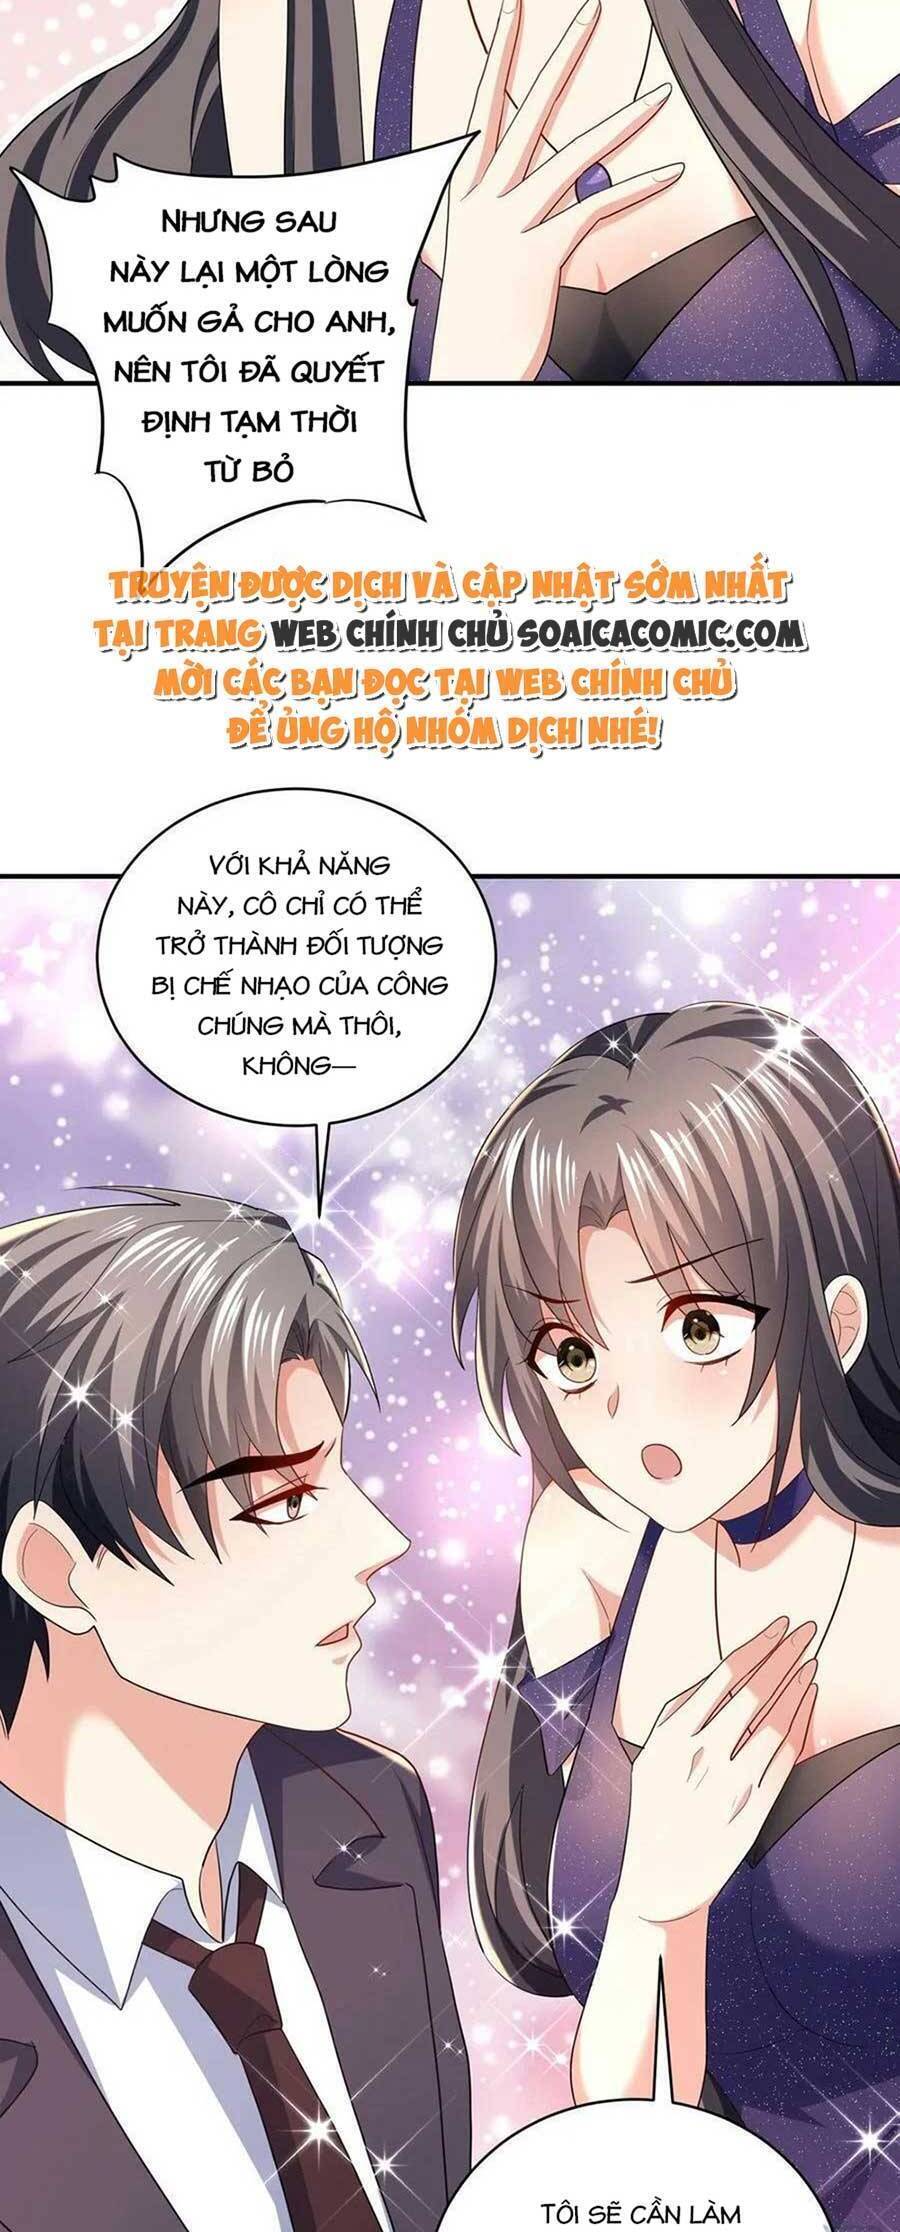 NHƯNG SAU
NÀY LẠI MỘT LÒNG
MUỐN GẢ CHO ANH,
NÊN TÔI ĐÃ QUYẾT
ĐỊNH TẠM THỜI
TỪ BỎ
TRUYỆN ĐƯỢC DỊCH VÀ CẬP NHẬT SỚM NHẤT
TẠI TRANG WEB CHÍNH CHỦ SOAICACOMIC.COM
MỜI CÁC BẠN ĐỌC TẠI WEB CHÍNH CHỦ
ĐỂ ỦNG HỘ NHÓM DỊCH NHÉ!
VỚI KHẢ NĂNG
NÀY, CÔ CHỈ CÓ THỂ
TRỞ THÀNH ĐỐI TƯỢNG
BỊ CHẾ NHẠO CỦA CÔNG
CHÚNG MÀ THÔI,
KHÔNG—
TÔI SẼ CẦN LÀM